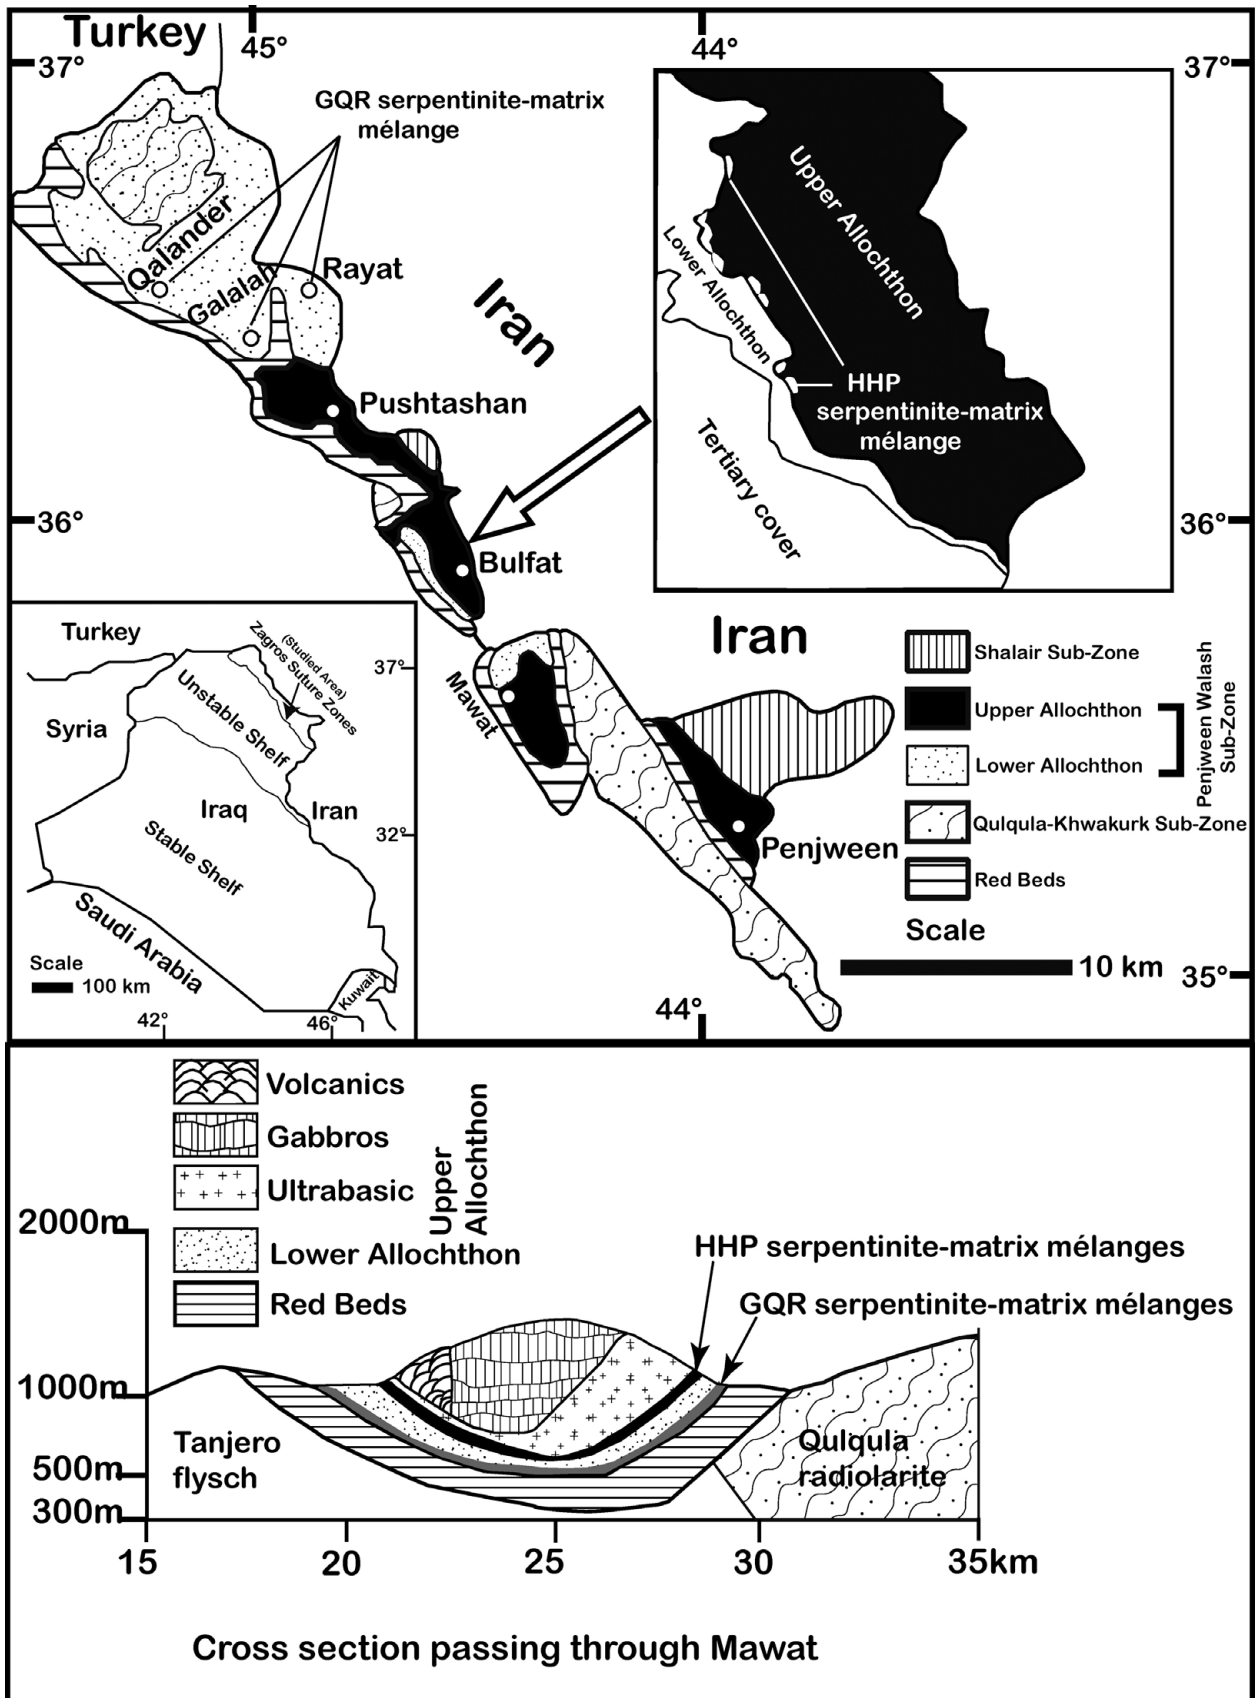 Turkey
45°
44°
37°
37°
GQR serpentinite-matrix
mélange
Qalander
Galalah
Rayat
Iran
Upper Allochthon
Lower Allochthon
HHP
serpentinite-matrix
mélange
Tertiary cover
Pushtashan
36°
36°
Bulfat
Mawat
Iran
Penjween
Shalair Sub-Zone
Upper Allochthon
Lower Allochthon
Penjween Walash
Sub-Zone
Qulqula-Khwakurk Sub-Zone
Red Beds
Scale
10 km
35°
44°
Turkey
(Studied Area)
Zagros Suture Zones
37°
Unstable Shelf
Syria
Iraq
Iran
32°
Stable Shelf
Saudi Arabia
Kuwait
Scale
100 km
42°
46°
Volcanics
Gabbros
Ultrabasic
Upper
Allochthon
Lower Allochthon
Red Beds
2000m
1000m
500m
300m
HHP serpentinite-matrix mélanges
GQR serpentinite-matrix mélanges
Tanjero
flysch
Qulqula
radiolarite
15
20
25
30
35km
Cross section passing through Mawat